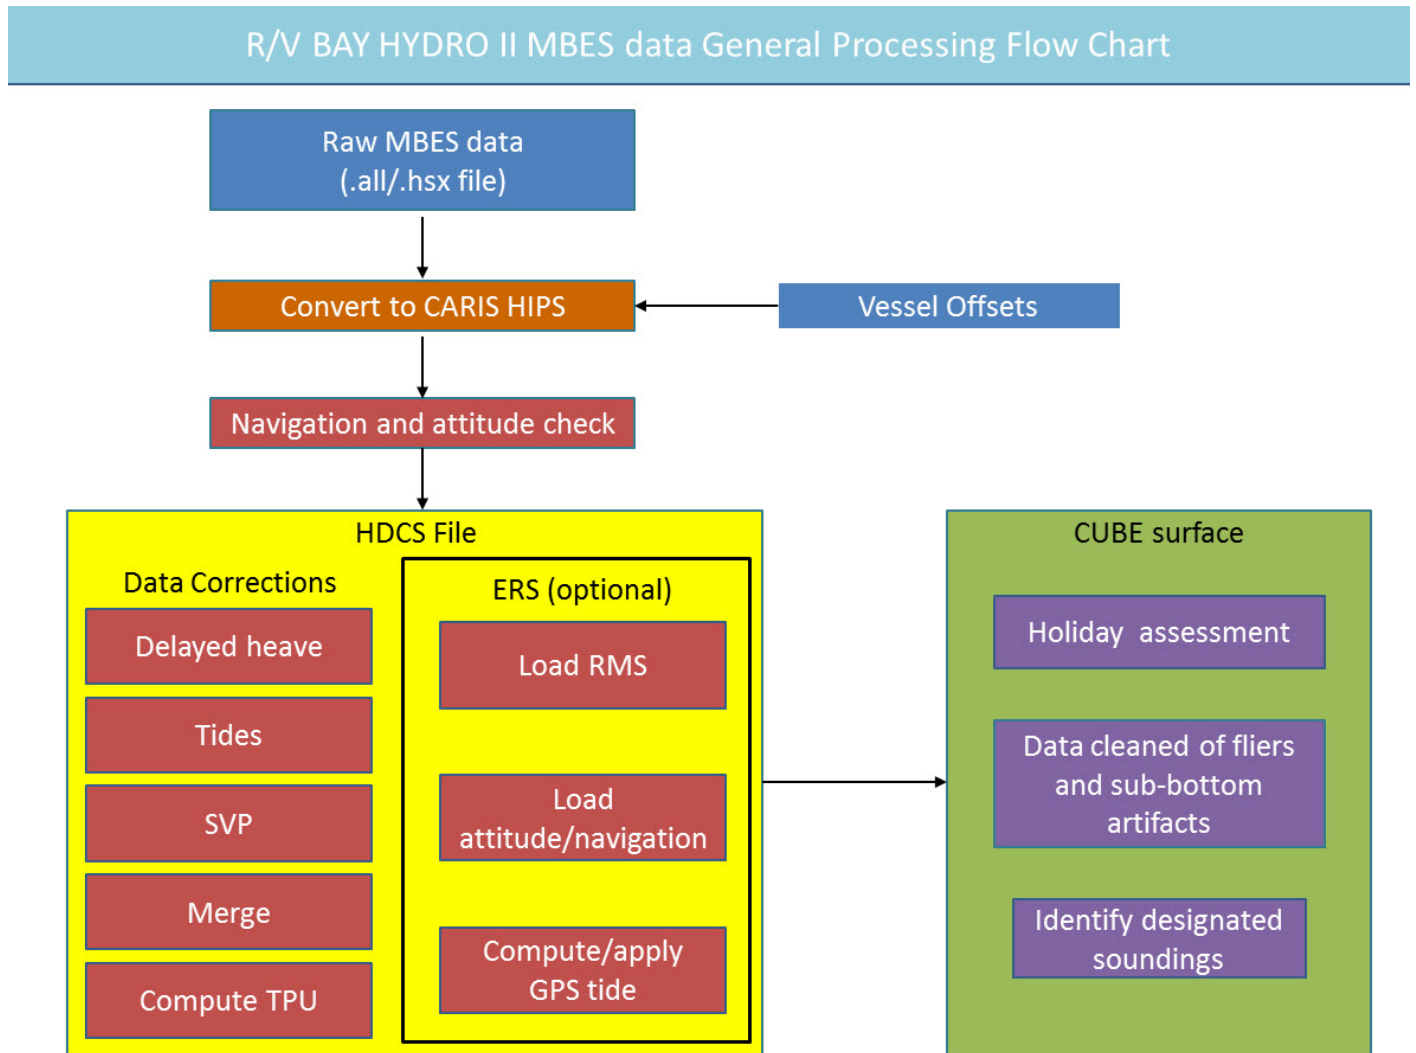 R/V BAY HYDRO II MBES data General Processing Flow Chart
Raw MBES data
(.all/.hsx file)
Convert to CARIS HIPS
Vessel Offsets
Navigation and attitude check
HDCS File
Data Corrections
Delayed heave
Tides
SVP
Merge
Compute TPU
ERS (optional)
Load RMS
Load
attitude/navigation
Compute/apply
GPS tide
CUBE surface
Holiday assessment
Data cleaned of fliers
and sub-bottom
artifacts
Identify designated
soundings